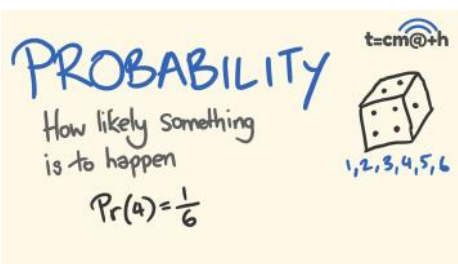 t=cm@+h
PROBABILITY
How likely something
is to happen
1,2,3,4,5,6
Pr(4)=1/6